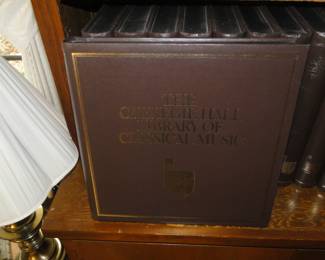 THE
CARNEGIE HALL
LIBRARY OF
CLASSICAL MUSIC